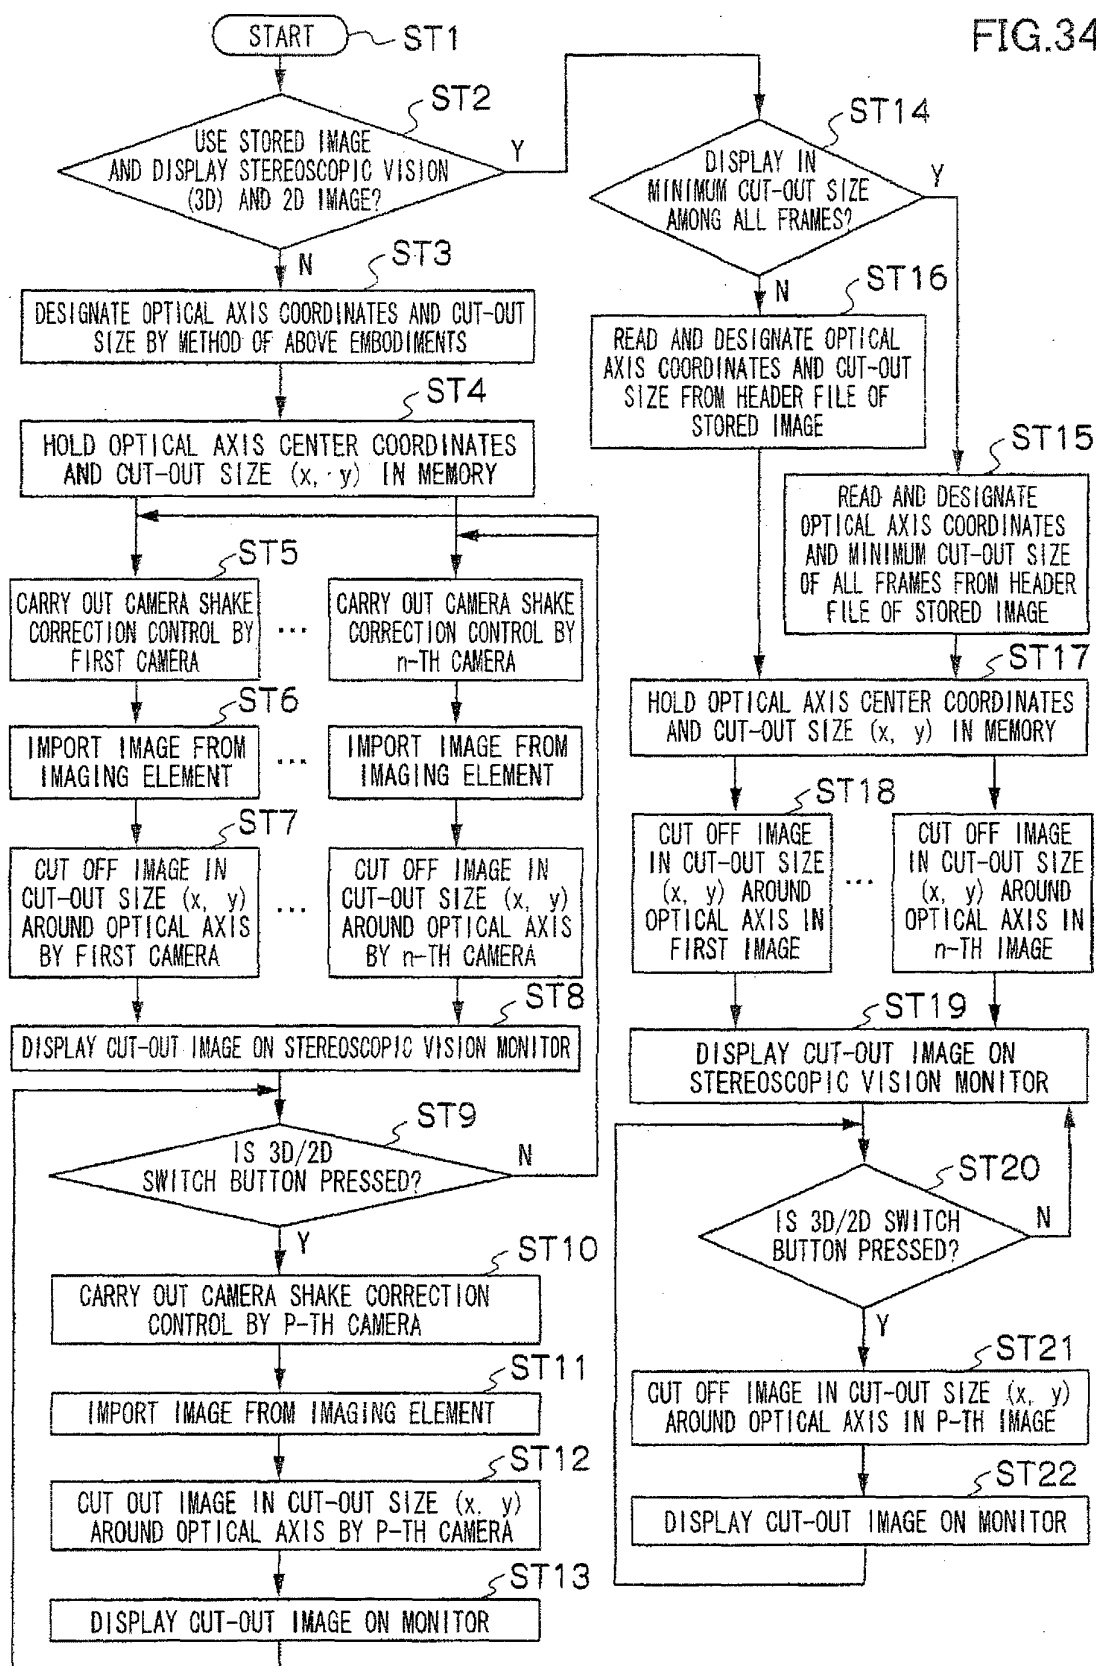 FIG.34
START
ST1
ST2
USE STORED IMAGE
AND DISPLAY STEREOSCOPIC VISION
(3D) AND 2D IMAGE?
Y
N
ST3
DESIGNATE OPTICAL AXIS COORDINATES AND CUT-OUT
SIZE BY METHOD OF ABOVE EMBODIMENTS
ST4
HOLD OPTICAL AXIS CENTER COORDINATES
AND CUT-OUT SIZE (x, y) IN MEMORY
ST5
CARRY OUT CAMERA SHAKE
CORRECTION CONTROL BY
FIRST CAMERA
...
CARRY OUT CAMERA SHAKE
CORRECTION CONTROL BY
n-TH CAMERA
ST6
IMPORT IMAGE FROM
IMAGING ELEMENT
...
IMPORT IMAGE FROM
IMAGING ELEMENT
ST7
CUT OFF IMAGE IN
CUT-OUT SIZE (x, y)
AROUND OPTICAL AXIS
BY FIRST CAMERA
...
CUT OFF IMAGE IN
CUT-OUT SIZE (x, y)
AROUND OPTICAL AXIS
BY n-TH CAMERA
ST8
DISPLAY CUT-OUT IMAGE ON STEREOSCOPIC VISION MONITOR
ST9
IS 3D/2D
SWITCH BUTTON PRESSED?
N
Y
ST10
CARRY OUT CAMERA SHAKE CORRECTION
CONTROL BY P-TH CAMERA
ST11
IMPORT IMAGE FROM IMAGING ELEMENT
ST12
CUT OUT IMAGE IN CUT-OUT SIZE (x, y)
AROUND OPTICAL AXIS BY P-TH CAMERA
ST13
DISPLAY CUT-OUT IMAGE ON MONITOR
ST14
DISPLAY IN
MINIMUM CUT-OUT SIZE
AMONG ALL FRAMES?
Y
N
ST16
READ AND DESIGNATE OPTICAL
AXIS COORDINATES AND CUT-OUT
SIZE FROM HEADER FILE OF
STORED IMAGE
ST15
READ AND DESIGNATE
OPTICAL AXIS COORDINATES
AND MINIMUM CUT-OUT SIZE
OF ALL FRAMES FROM HEADER
FILE OF STORED IMAGE
ST17
HOLD OPTICAL AXIS CENTER COORDINATES
AND CUT-OUT SIZE (x, y) IN MEMORY
ST18
CUT OFF IMAGE
IN CUT-OUT SIZE
(x, y) AROUND
OPTICAL AXIS IN
FIRST IMAGE
...
CUT OFF IMAGE
IN CUT-OUT SIZE
(x, y) AROUND
OPTICAL AXIS IN
n-TH IMAGE
ST19
DISPLAY CUT-OUT IMAGE ON
STEREOSCOPIC VISION MONITOR
ST20
IS 3D/2D SWITCH
BUTTON PRESSED?
N
Y
ST21
CUT OFF IMAGE IN CUT-OUT SIZE (x, y)
AROUND OPTICAL AXIS IN P-TH IMAGE
ST22
DISPLAY CUT-OUT IMAGE ON MONITOR